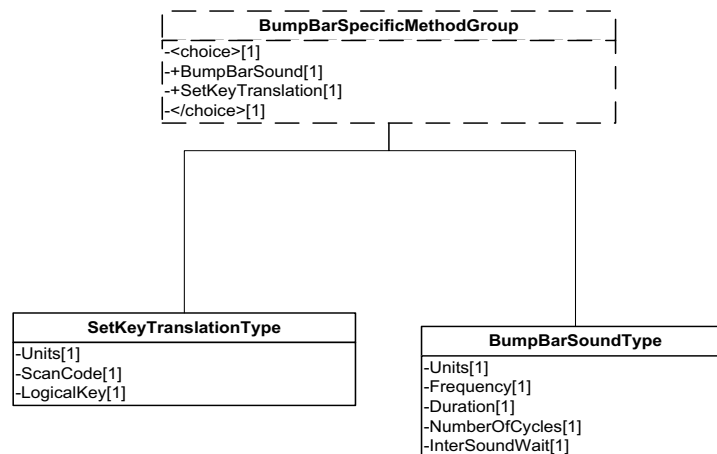 BumpBarSpecificMethodGroup
-<choice>[1]
-+BumpBarSound[1]
-+SetKeyTranslation[1]
-</choice>[1]
SetKeyTranslationType
-Units[1]
-ScanCode[1]
-LogicalKey[1]
BumpBarSoundType
-Units[1]
-Frequency[1]
-Duration[1]
-NumberOfCycles[1]
-InterSoundWait[1]